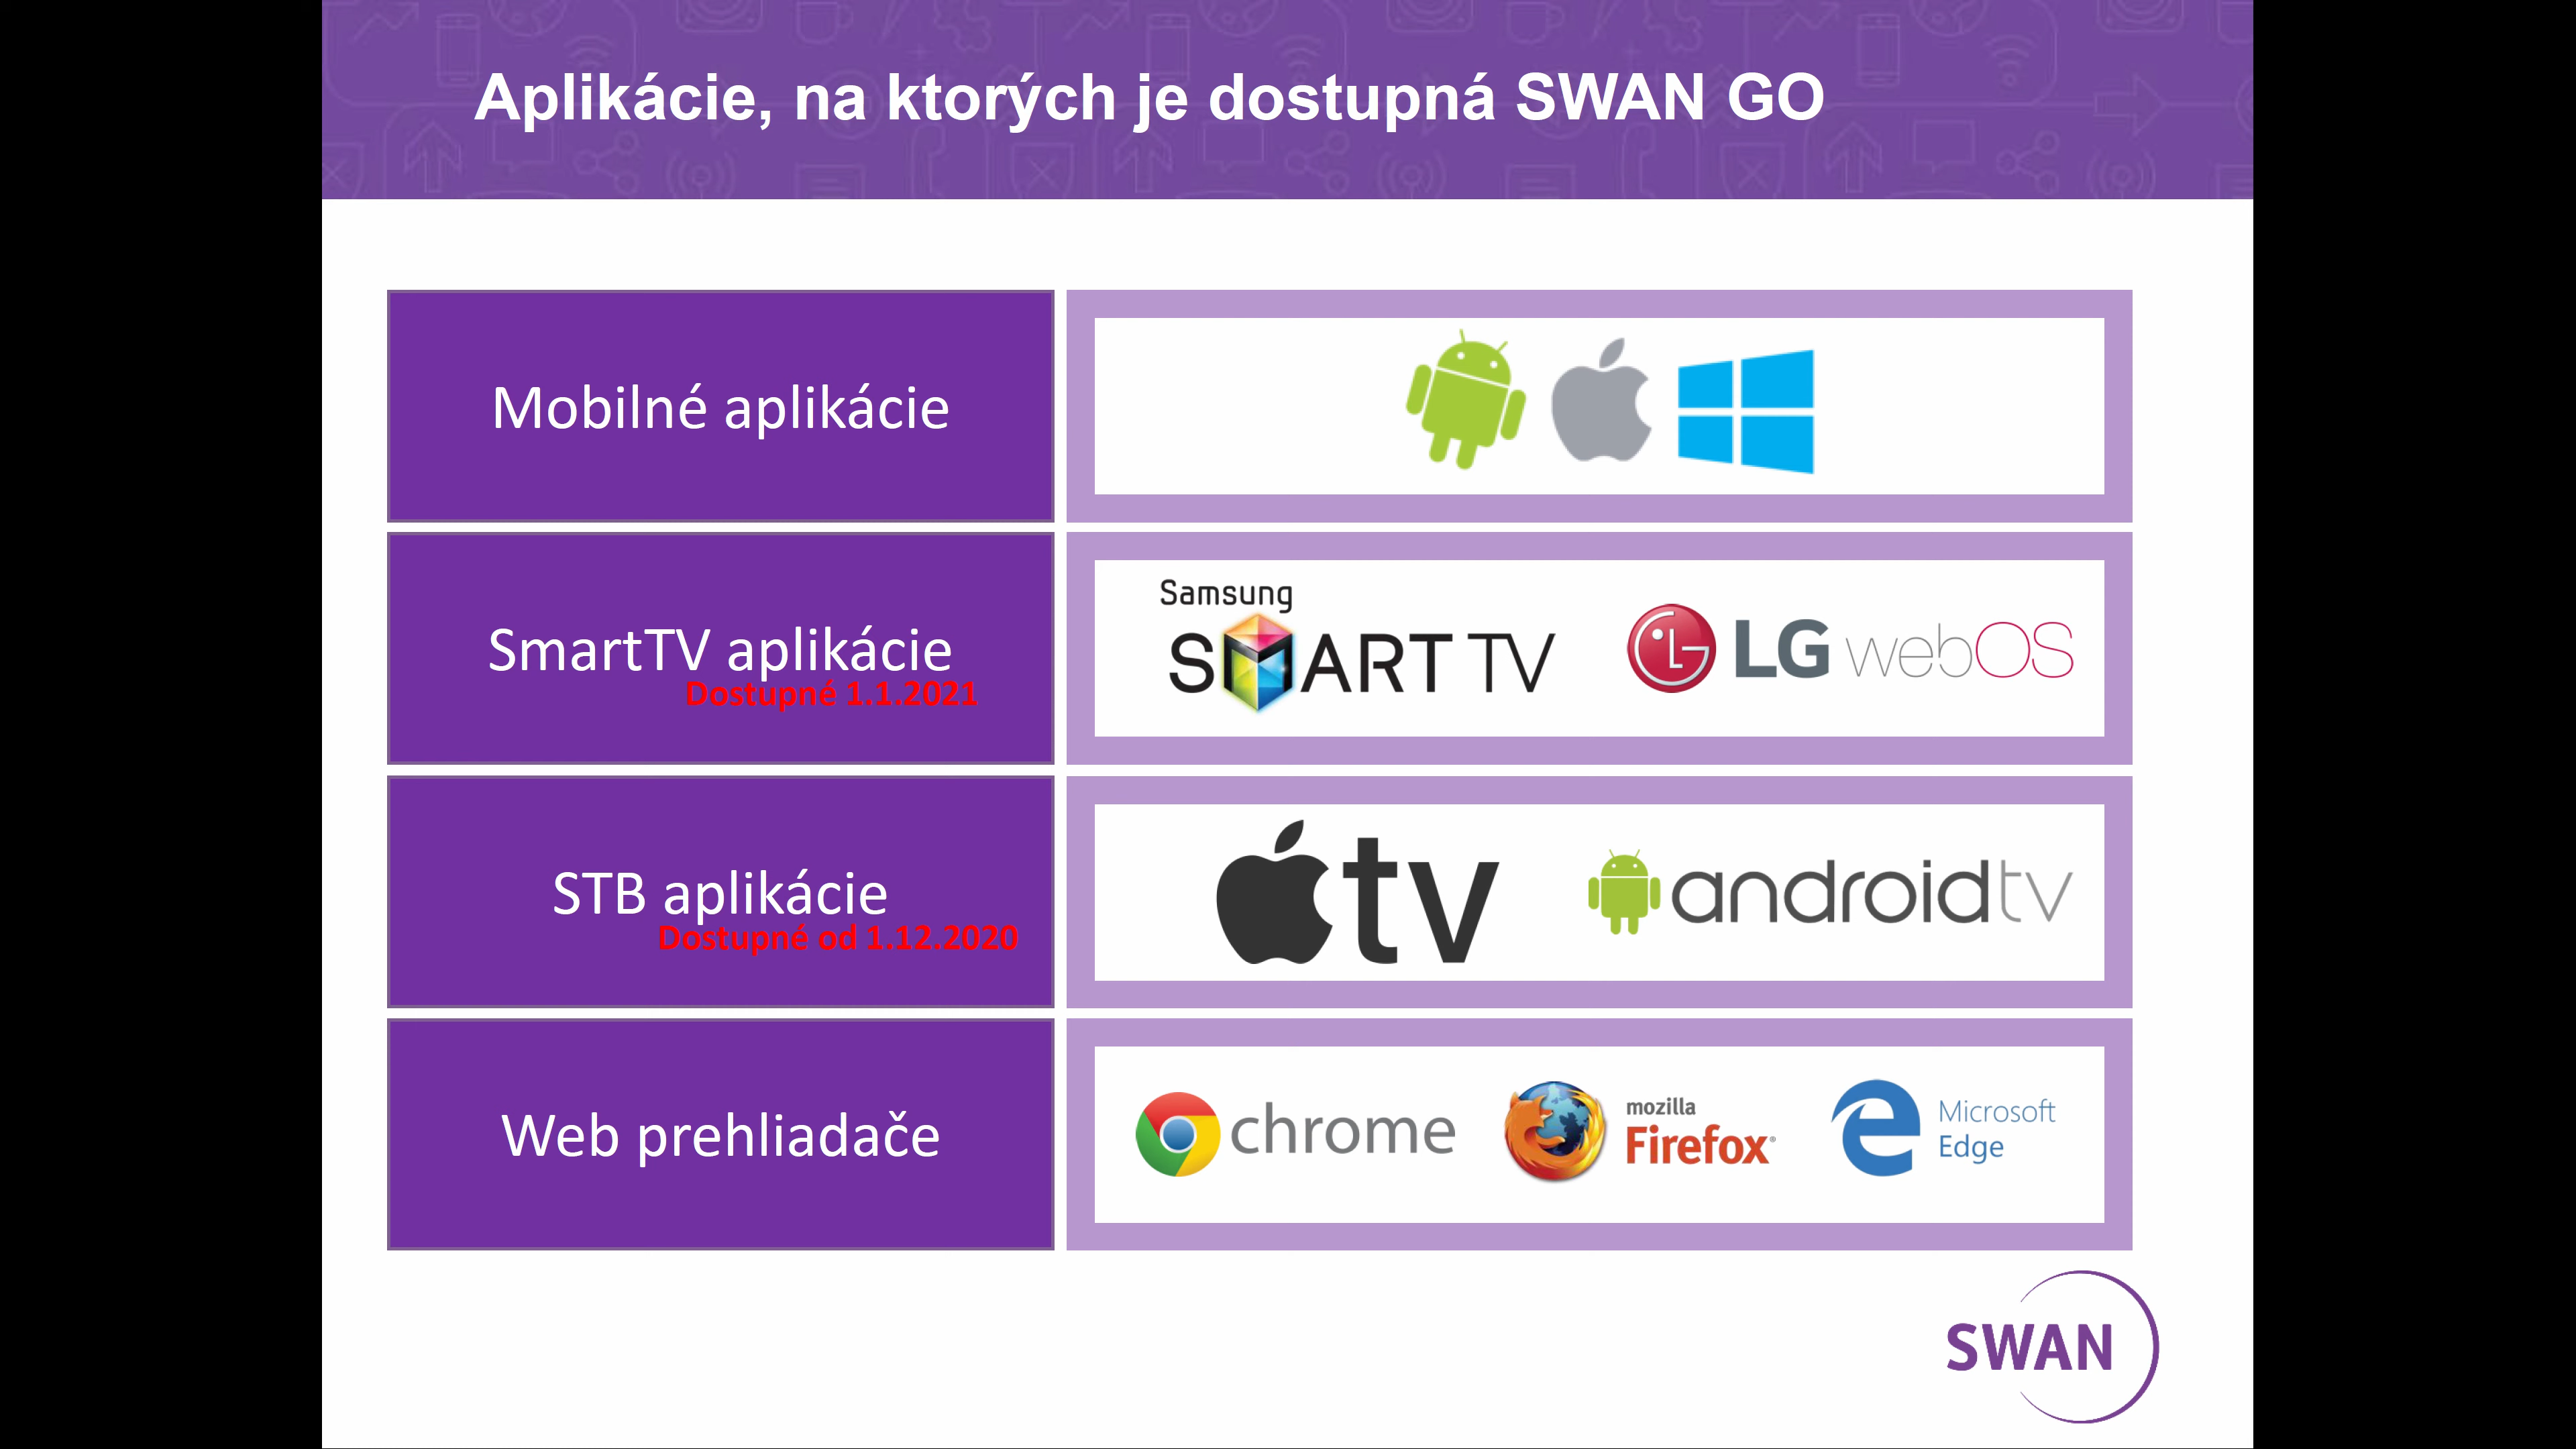 Aplikácie, na ktorých je dostupná SWAN GO
Mobilné aplikácie
SmartTV aplikácie
Dostupné 1.1.2021
Samsung
SMART TV
LG
LG webOS
STB aplikácie
Dostupné od 1.12.2020
tv
androidtv
Web prehliadače
chrome
mozilla
Firefox®
Microsoft
Edge
SWAN